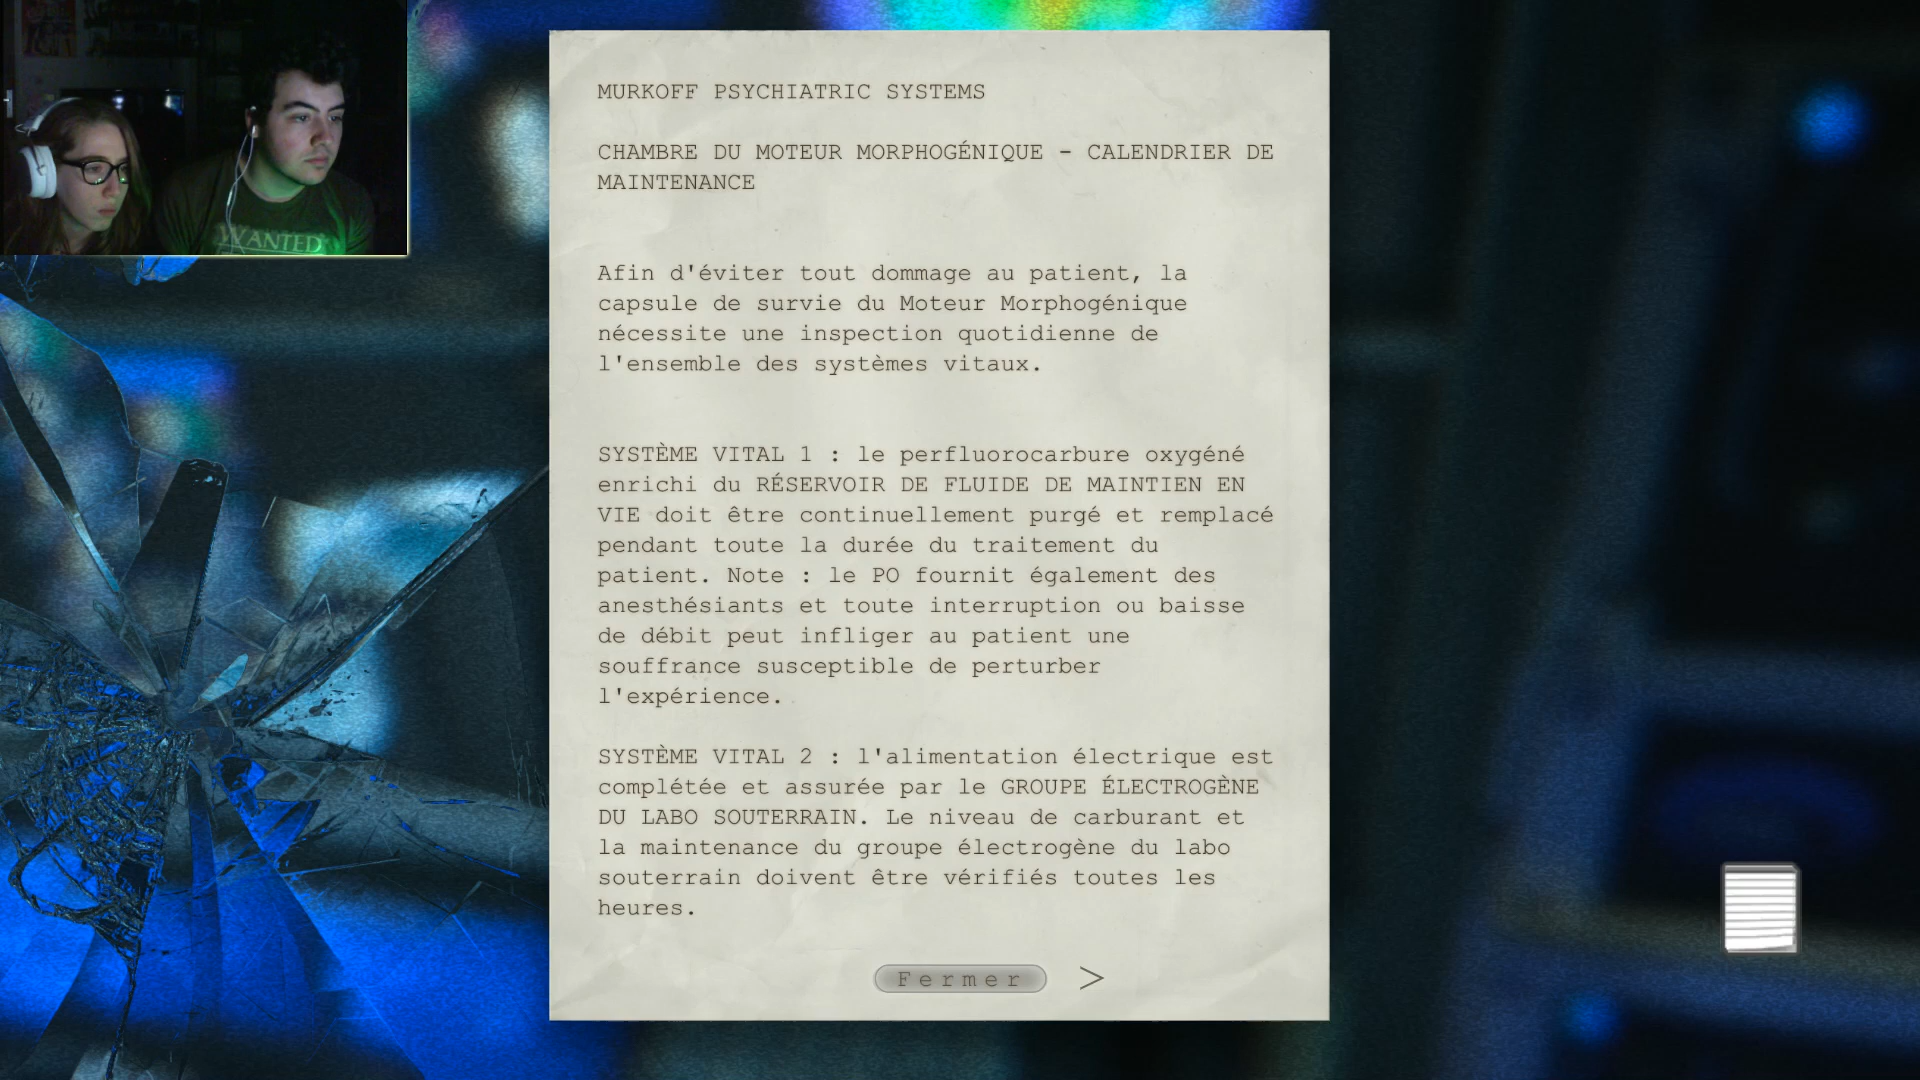 WANTED
MURKOFF PSYCHIATRIC SYSTEMS
CHAMBRE DU MOTEUR MORPHOGÉNIQUE - CALENDRIER DE
MAINTENANCE
Afin d'éviter tout dommage au patient, la
capsule de survie du Moteur Morphogénique
nécessite une inspection quotidienne de
l'ensemble des systèmes vitaux.
SYSTÈME VITAL 1 : le perfluorocarbure oxygéné
enrichi du RÉSERVOIR DE FLUIDE DE MAINTIEN EN
VIE doit être continuellement purgé et remplacé
pendant toute la durée du traitement du
patient. Note : le PO fournit également des
anesthésiants et toute interruption ou baisse
de débit peut infliger au patient une
souffrance susceptible de perturber
l'expérience.
SYSTÈME VITAL 2 : l'alimentation électrique est
complétée et assurée par le GROUPE ÉLECTROGÈNE
DU LABO SOUTERRAIN. Le niveau de carburant et
la maintenance du groupe électrogène du labo
souterrain doivent être vérifiés toutes les
heures.
Fermer >